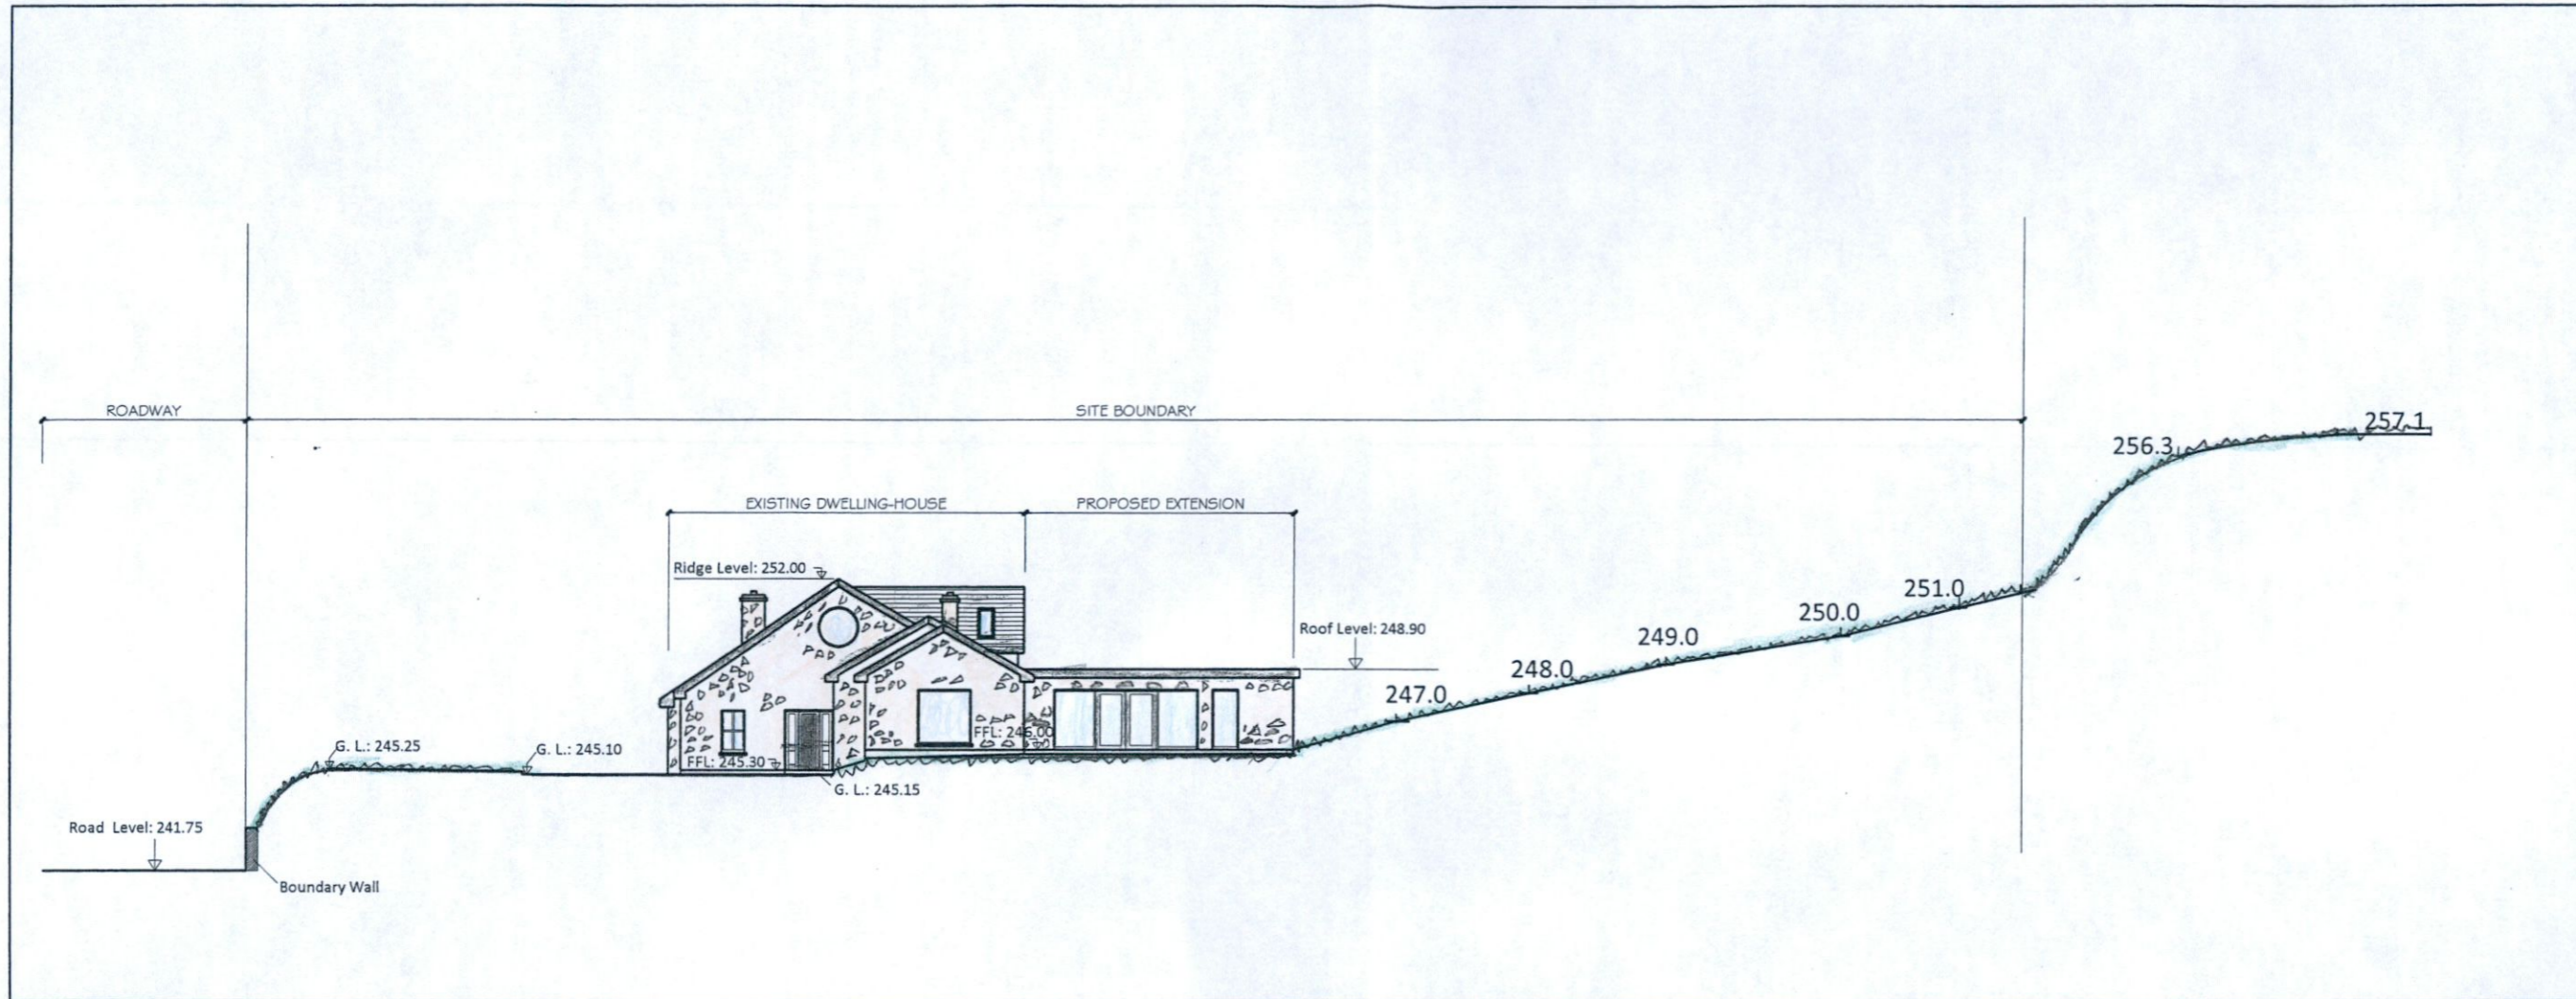 ROADWAY
SITE BOUNDARY
257.1
256.3
EXISTING DWELLING-HOUSE
PROPOSED EXTENSION
Ridge Level: 252.00
251.0
250.0
Roof Level: 248.90
249.0
248.0
247.0
FFL: 246.00
G. L.: 245.25
G. L.: 245.10
FFL: 245.30
G. L.: 245.15
Road Level: 241.75
Boundary Wall